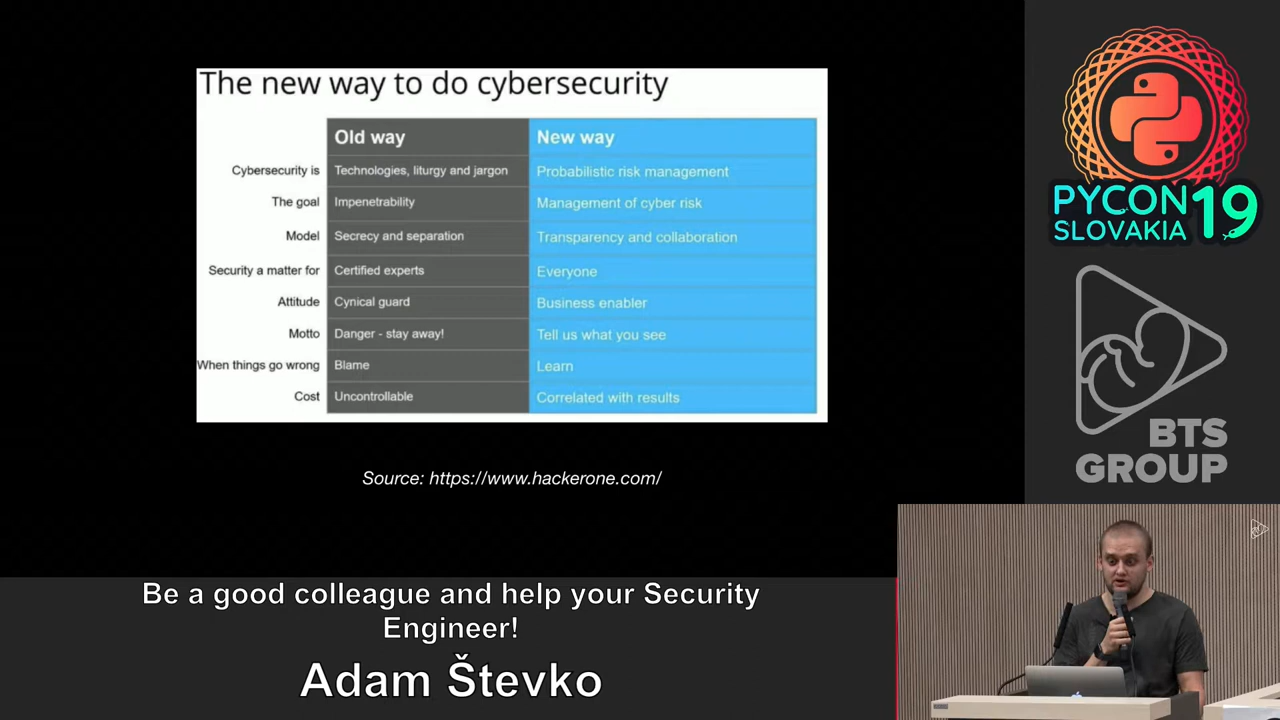 The new way to do cybersecurity
Old way New way
Cybersecurity is Technologies, liturgy and jargon Probabilistic risk management
The goal Impenetrability Management of cyber risk
Model Secrecy and separation Transparency and collaboration
Security a matter for Certified experts Everyone
Attitude Cynical guard Business enabler
Motto Danger - stay away! Tell us what you see
When things go wrong Blame Learn
Cost Uncontrollable Correlated with results
Source: https://www.hackerone.com/
PYCON 19
SLOVAKIA
BTS
GROUP
Be a good colleague and help your Security
Engineer!
Adam Števko